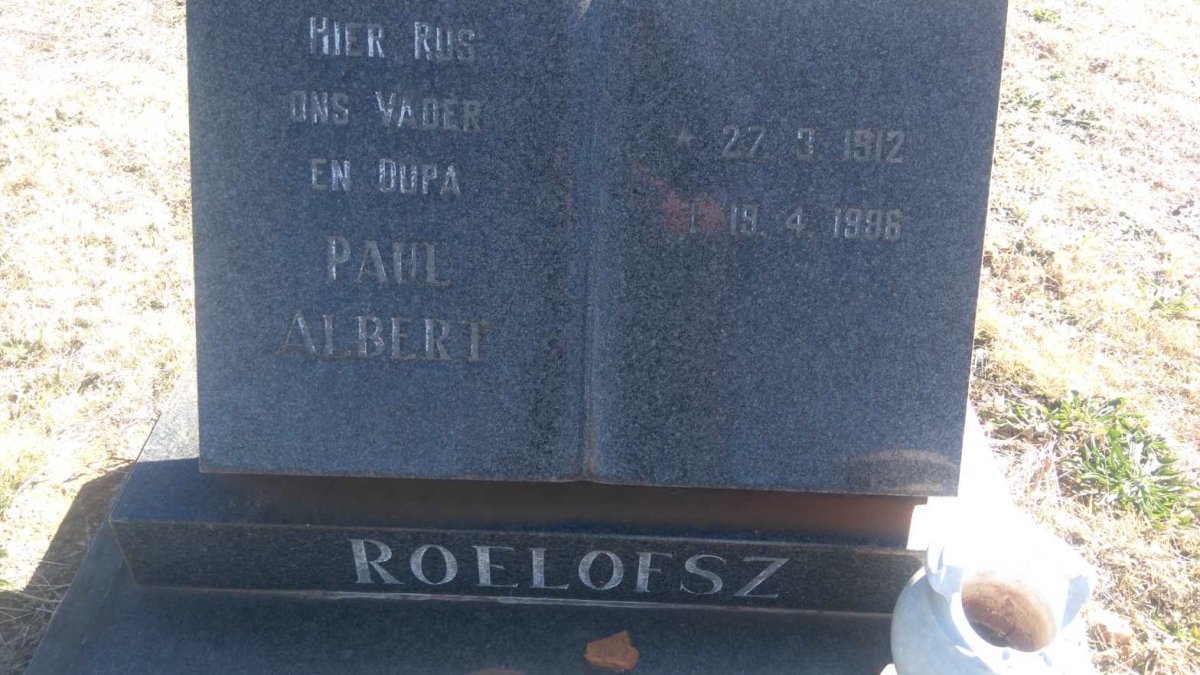 HIER RUS
ONS VADER
EN OUPA
PAUL
ALBERT
* 27. 3 1912
† 19. 4. 1986
ROELOFSZ